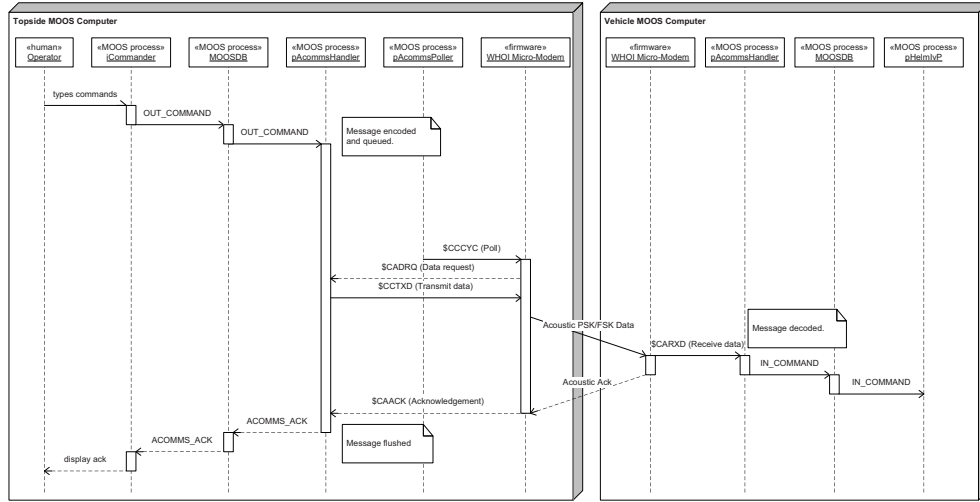 Topside MOOS Computer
Vehicle MOOS Computer
«human»
Operator
«MOOS process»
iCommander
«MOOS process»
MOOSDB
«MOOS process»
pAcommsHandler
«MOOS process»
pAcommsPoller
«firmware»
WHOI Micro-Modem
«firmware»
WHOI Micro-Modem
«MOOS process»
pAcommsHandler
«MOOS process»
MOOSDB
«MOOS process»
pHelmIvP
types commands
OUT_COMMAND
OUT_COMMAND
Message encoded
and queued.
$CCCYC (Poll)
$CADRQ (Data request)
$CCTXD (Transmit data)
Acoustic PSK/FSK Data
Message decoded.
$CARXD (Receive data)
IN_COMMAND
IN_COMMAND
Acoustic Ack
$CAACK (Acknowledgement)
ACOMMS_ACK
Message flushed
ACOMMS_ACK
display ack